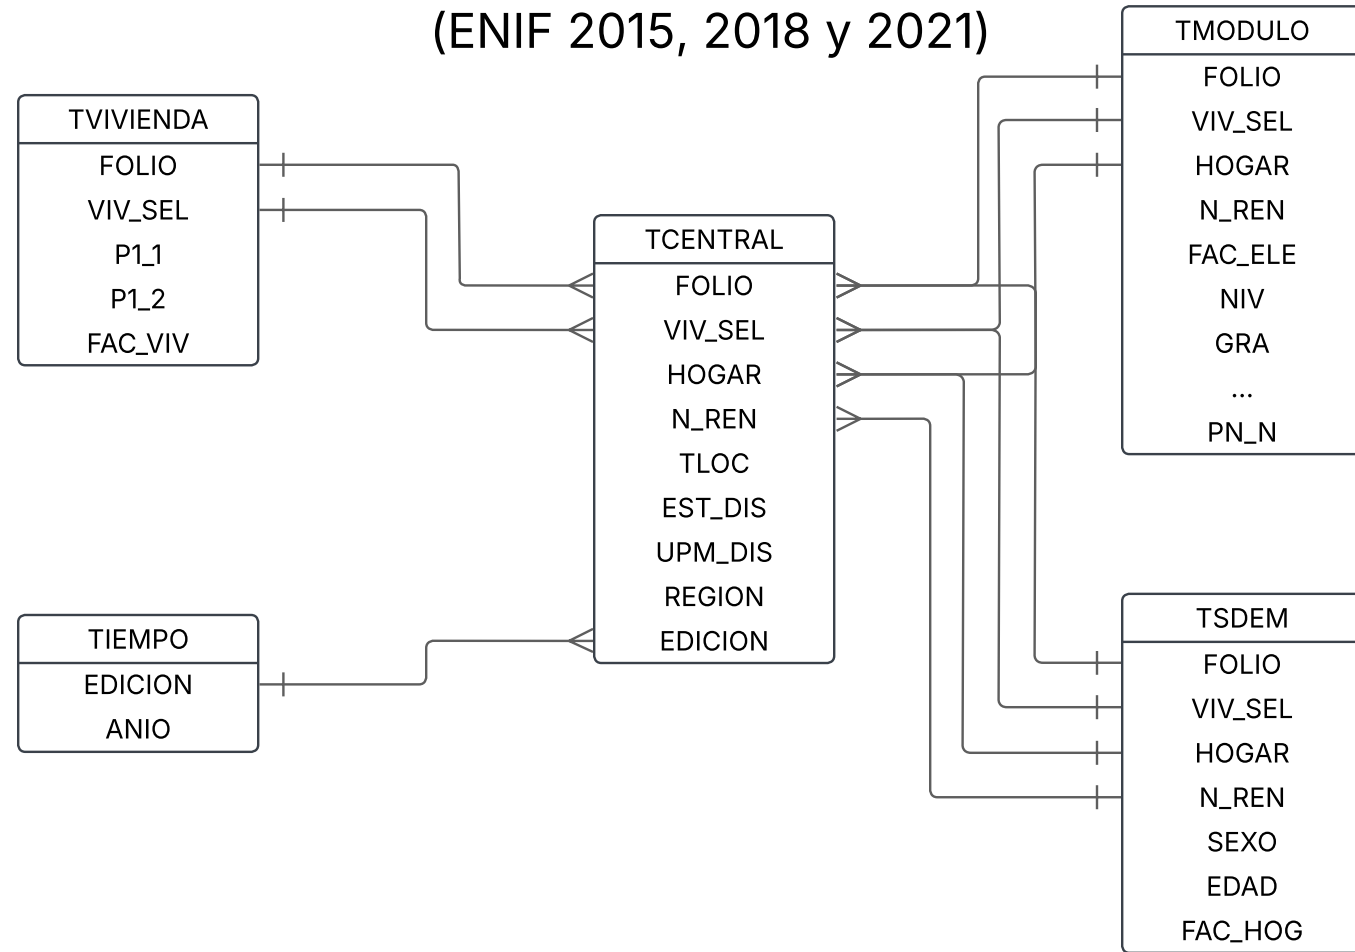 (ENIF 2015, 2018 y 2021)
TVIVIENDA
FOLIO
VIV_SEL
P1_1
P1_2
FAC_VIV
TIEMPO
EDICION
ANIO
TCENTRAL
FOLIO
VIV_SEL
HOGAR
N_REN
TLOC
EST_DIS
UPM_DIS
REGION
EDICION
TMODULO
FOLIO
VIV_SEL
HOGAR
N_REN
FAC_ELE
NIV
GRA
...
PN_N
TSDEM
FOLIO
VIV_SEL
HOGAR
N_REN
SEXO
EDAD
FAC_HOG